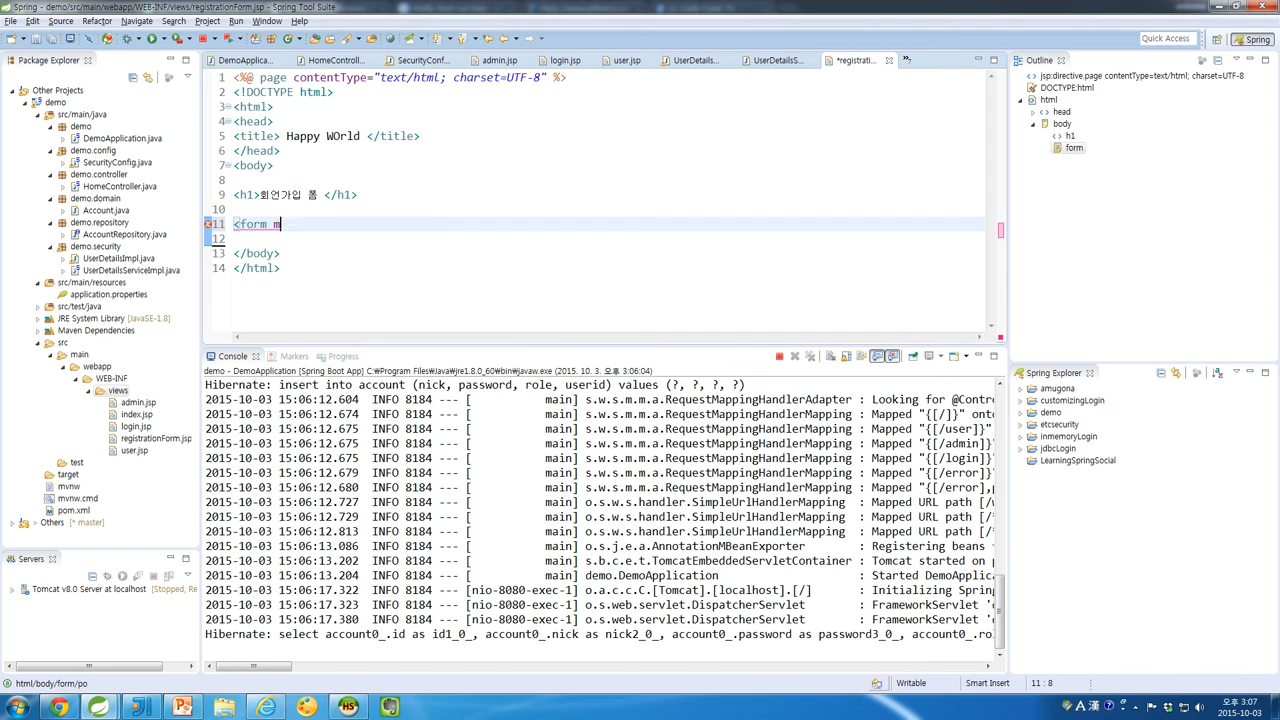 Spring - demo/src/main/webapp/WEB-INF/views/registrationForm.jsp - Spring Tool Suite
File Edit Source Refactor Navigate Search Project Run Window Help
Quick Access
Spring
Package Explorer
Other Projects
demo
src/main/java
demo
DemoApplication.java
demo.config
SecurityConfig.java
demo.controller
HomeController.java
demo.domain
Account.java
demo.repository
AccountRepository.java
demo.security
UserDetailsImpl.java
UserDetailsServiceImpl.java
src/main/resources
application.properties
src/test/java
JRE System Library [JavaSE-1.8]
Maven Dependencies
src
main
webapp
WEB-INF
views
admin.jsp
index.jsp
login.jsp
registrationForm.jsp
user.jsp
test
target
mvnw
mvnw.cmd
pom.xml
Others [* master]
Servers
Tomcat v8.0 Server at localhost [Stopped, Re
DemoApplica... HomeControll... SecurityConf... admin.jsp login.jsp user.jsp UserDetails... UserDetailsS... *registrati...
1 <%@ page contentType="text/html; charset=UTF-8" %>
2 <!DOCTYPE html>
3 <html>
4 <head>
5 <title> Happy WOrld </title>
6 </head>
7 <body>
8
9 <h1>회연가입 폼 </h1>
10
11 <form m
12
13 </body>
14 </html>
Console Markers Progress
demo - DemoApplication [Spring Boot App] C:\Program Files\Java\jre1.8.0_60\bin\javaw.exe (2015. 10. 3. 오후 3:06:04)
Hibernate: insert into account (nick, password, role, userid) values (?, ?, ?, ?)
2015-10-03 15:06:12.604 INFO 8184 --- [ main] s.w.s.m.m.a.RequestMappingHandlerAdapter : Looking for @Contro
2015-10-03 15:06:12.674 INFO 8184 --- [ main] s.w.s.m.m.a.RequestMappingHandlerMapping : Mapped "{[/]}" onto
2015-10-03 15:06:12.675 INFO 8184 --- [ main] s.w.s.m.m.a.RequestMappingHandlerMapping : Mapped "{[/user]}"
2015-10-03 15:06:12.675 INFO 8184 --- [ main] s.w.s.m.m.a.RequestMappingHandlerMapping : Mapped "{[/admin]}"
2015-10-03 15:06:12.675 INFO 8184 --- [ main] s.w.s.m.m.a.RequestMappingHandlerMapping : Mapped "{[/login]}"
2015-10-03 15:06:12.678 INFO 8184 --- [ main] s.w.s.m.m.a.RequestMappingHandlerMapping : Mapped "{[/error]}"
2015-10-03 15:06:12.680 INFO 8184 --- [ main] s.w.s.m.m.a.RequestMappingHandlerMapping : Mapped "{[/error],p
2015-10-03 15:06:12.727 INFO 8184 --- [ main] o.s.w.s.handler.SimpleUrlHandlerMapping : Mapped URL path [/w
2015-10-03 15:06:12.729 INFO 8184 --- [ main] o.s.w.s.handler.SimpleUrlHandlerMapping : Mapped URL path [/
2015-10-03 15:06:12.813 INFO 8184 --- [ main] o.s.w.s.handler.SimpleUrlHandlerMapping : Mapped URL path [/
2015-10-03 15:06:13.086 INFO 8184 --- [ main] o.s.j.e.a.AnnotationMBeanExporter : Registering beans f
2015-10-03 15:06:13.202 INFO 8184 --- [ main] s.b.c.e.t.TomcatEmbeddedServletContainer : Tomcat started on p
2015-10-03 15:06:13.204 INFO 8184 --- [ main] demo.DemoApplication : Started DemoApplica
2015-10-03 15:06:17.322 INFO 8184 --- [nio-8080-exec-1] o.a.c.c.C.[Tomcat].[localhost].[/] : Initializing Spring
2015-10-03 15:06:17.323 INFO 8184 --- [nio-8080-exec-1] o.s.web.servlet.DispatcherServlet : FrameworkServlet 'd
2015-10-03 15:06:17.380 INFO 8184 --- [nio-8080-exec-1] o.s.web.servlet.DispatcherServlet : FrameworkServlet 'd
Hibernate: select account0_.id as id1_0_, account0_.nick as nick2_0_, account0_.password as password3_0_, account0_.rol
Outline
jsp:directive.page contentType=text/html; charset=UTF-8
DOCTYPE:html
html
head
body
h1
form
Spring Explorer
amugona
customizingLogin
demo
etcsecurity
inmemoryLogin
jdbcLogin
LearningSpringSocial
html/body/form/po
Writable
Smart Insert
11 : 8
A 漢
오후 3:07
2015-10-03